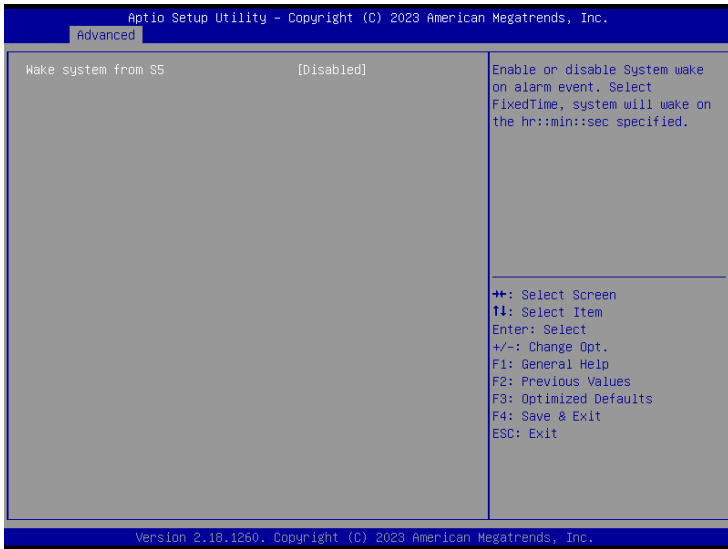 Aptio Setup Utility – Copyright (C) 2023 American Megatrends, Inc.
Advanced
Wake system from S5 [Disabled]
Enable or disable System wake
on alarm event. Select
FixedTime, system will wake on
the hr::min::sec specified.
→←: Select Screen
↑↓: Select Item
Enter: Select
+/-: Change Opt.
F1: General Help
F2: Previous Values
F3: Optimized Defaults
F4: Save & Exit
ESC: Exit
Version 2.18.1260. Copyright (C) 2023 American Megatrends, Inc.